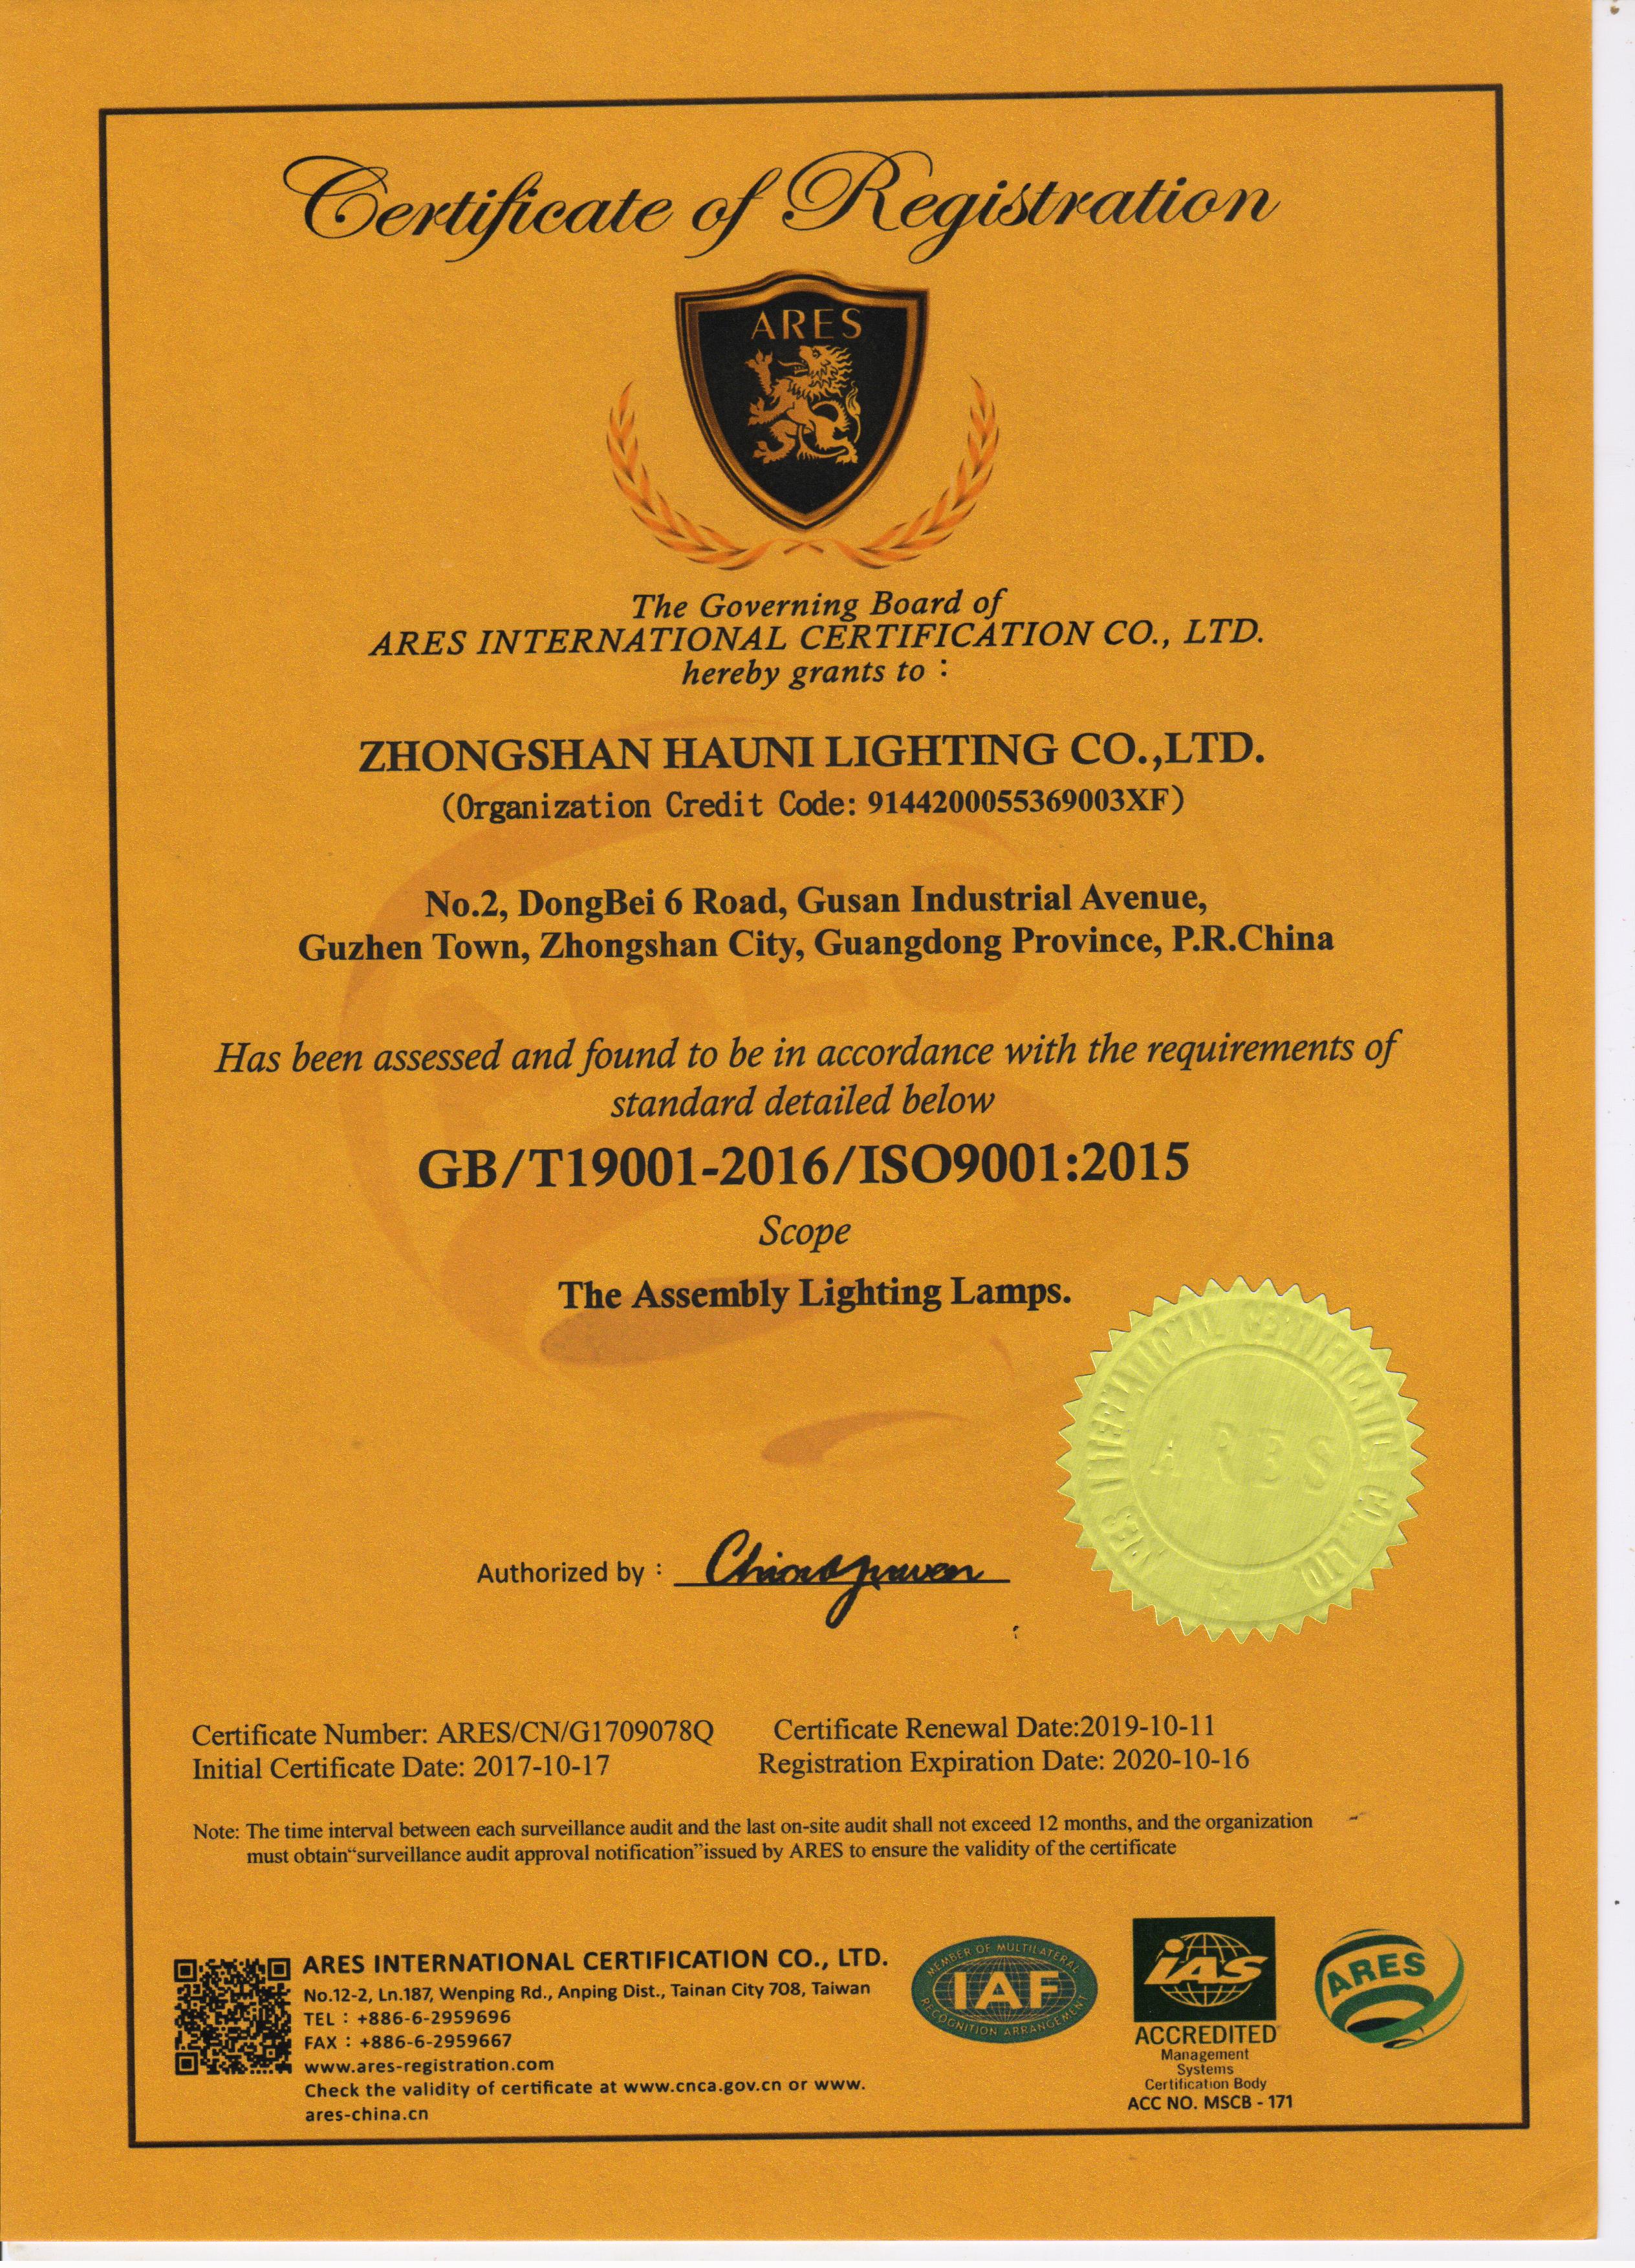 Certificate of Registration
ARES
The Governing Board of
ARES INTERNATIONAL CERTIFICATION CO., LTD.
hereby grants to：
ZHONGSHAN HAUNI LIGHTING CO.,LTD.
(Organization Credit Code: 9144200055369003XF)
No.2, DongBei 6 Road, Gusan Industrial Avenue,
Guzhen Town, Zhongshan City, Guangdong Province, P.R.China
Has been assessed and found to be in accordance with the requirements of
standard detailed below
GB/T19001-2016/ISO9001:2015
Scope
The Assembly Lighting Lamps.
ARES INTERNATIONAL CERTIFICATION CO., LTD
ARES
Authorized by：
Certificate Number: ARES/CN/G1709078Q
Certificate Renewal Date:2019-10-11
Initial Certificate Date: 2017-10-17
Registration Expiration Date: 2020-10-16
Note: The time interval between each surveillance audit and the last on-site audit shall not exceed 12 months, and the organization
must obtain“surveillance audit approval notification”issued by ARES to ensure the validity of the certificate
ARES INTERNATIONAL CERTIFICATION CO., LTD.
No.12-2, Ln.187, Wenping Rd., Anping Dist., Tainan City 708, Taiwan
TEL：+886-6-2959696
FAX：+886-6-2959667
www.ares-registration.com
Check the validity of certificate at www.cnca.gov.cn or www.
ares-china.cn
MEMBER OF MULTILATERAL
IAF
RECOGNITION ARRANGEMENT
IAS
ACCREDITED
Management
Systems
Certification Body
ACC NO. MSCB - 171
ARES